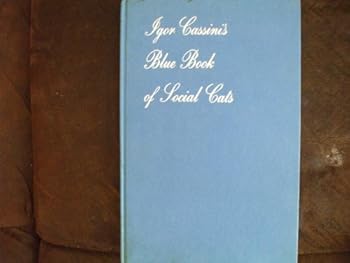 Igor Cassini's
Blue Book
of Social Cats